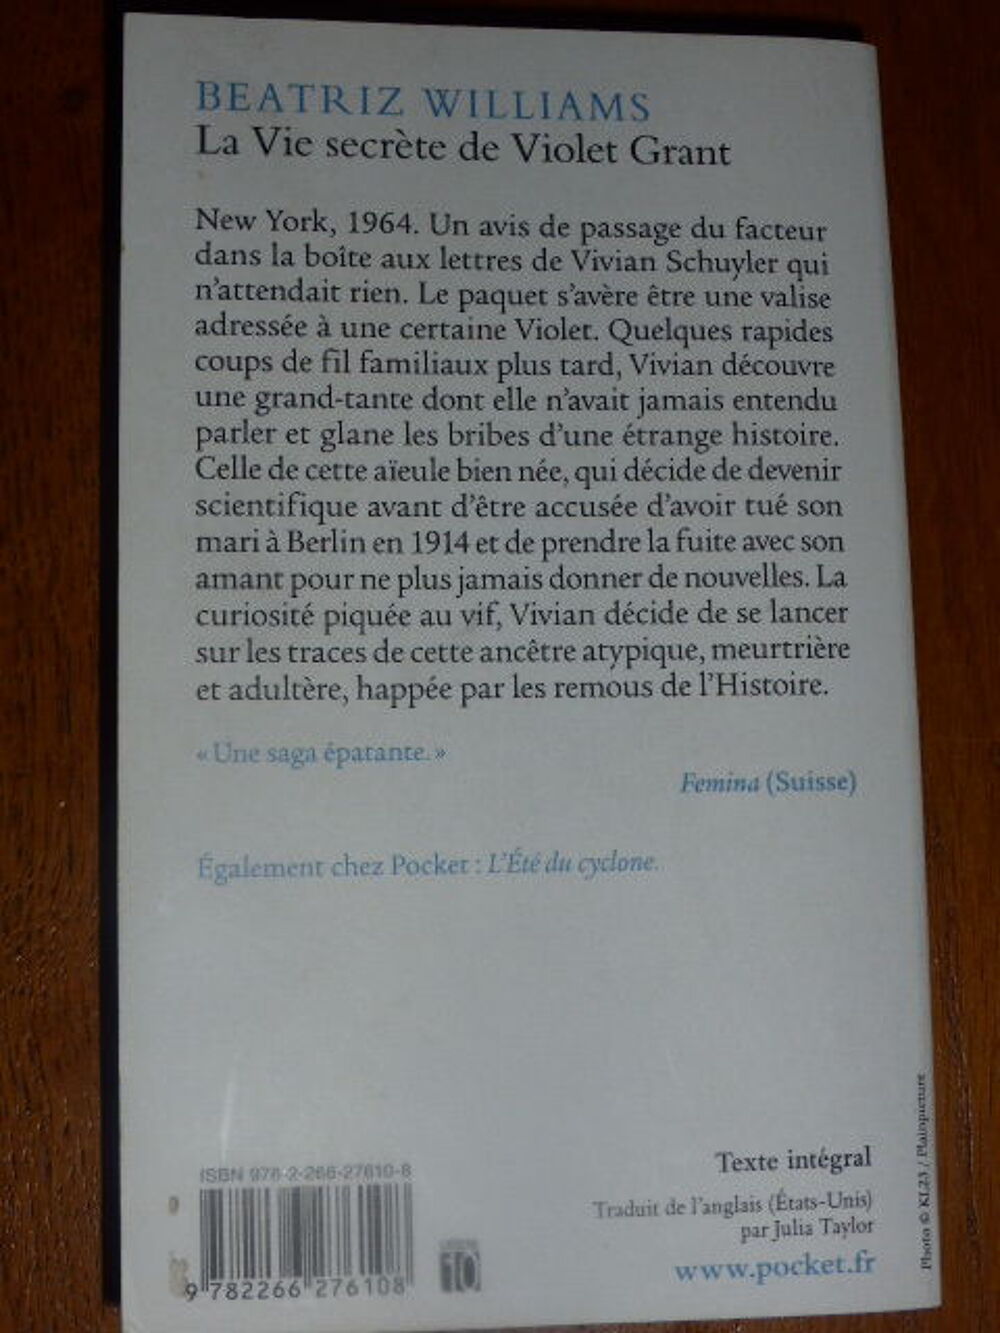 BEATRIZ WILLIAMS
La Vie secrète de Violet Grant
New York, 1964. Un avis de passage du facteur
dans la boîte aux lettres de Vivian Schuyler qui
n'attendait rien. Le paquet s'avère être une valise
adressée à une certaine Violet. Quelques rapides
coups de fil familiaux plus tard, Vivian découvre
une grand-tante dont elle n'avait jamais entendu
parler et glane les bribes d'une étrange histoire.
Celle de cette aïeule bien née, qui décide de devenir
scientifique avant d'être accusée d'avoir tué son
mari à Berlin en 1914 et de prendre la fuite avec son
amant pour ne plus jamais donner de nouvelles. La
curiosité piquée au vif, Vivian décide de se lancer
sur les traces de cette ancêtre atypique, meurtrière
et adultère, happée par les remous de l'Histoire.
« Une saga épatante. »
Femina (Suisse)
Également chez Pocket : L'Été du cyclone.
Texte intégral
Traduit de l'anglais (États-Unis)
par Julia Taylor
www.pocket.fr
ISBN 978-2-266-27610-8
9 782266 276108
10
Photo © KL23 / Plainpicture